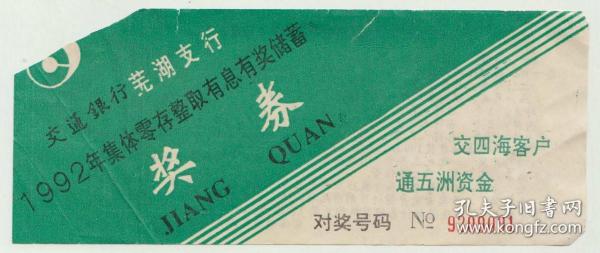 交通銀行芜湖支行
1992年集体零存整取有息有奖储蓄
奖券
JIANG QUAN
交四海客户
通五洲资金
对奖号码 № 
孔夫子旧书网
www.kongfz.com